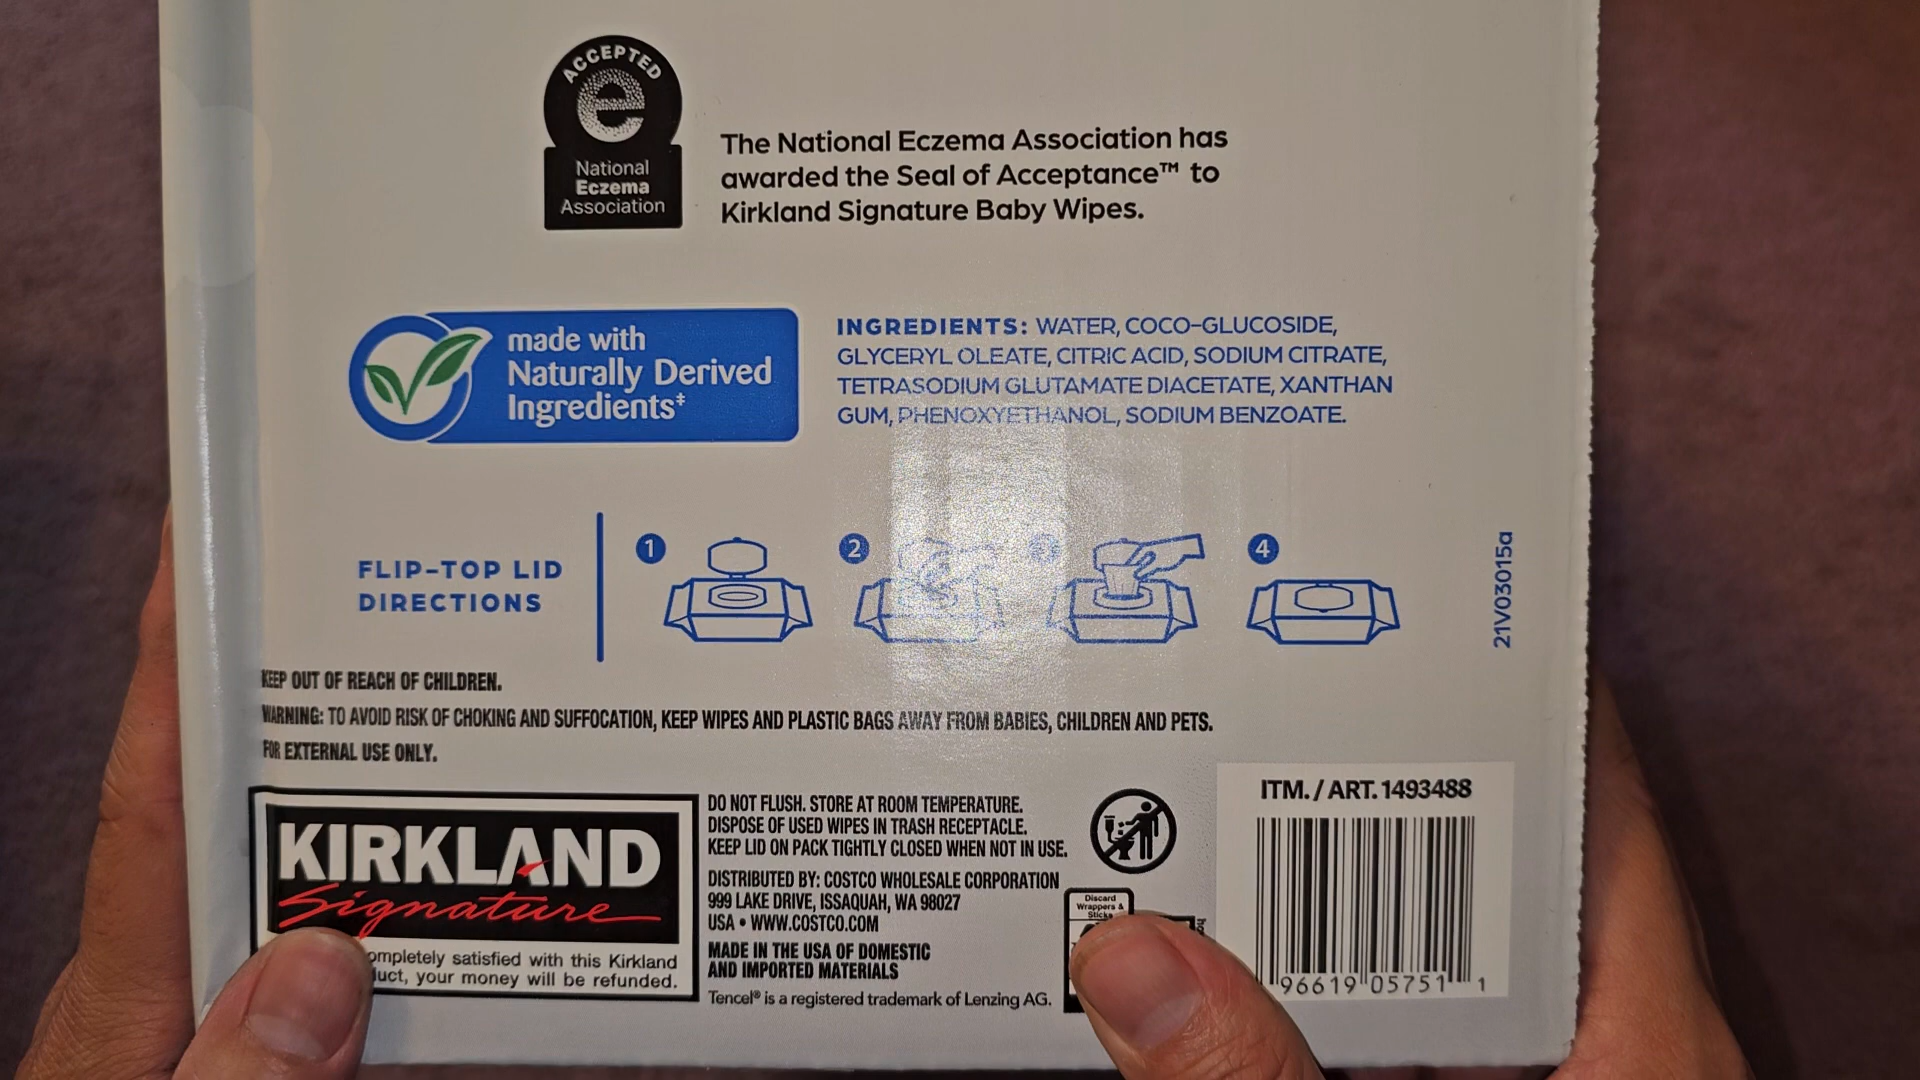 ACCEPTED
e
National
Eczema
Association
The National Eczema Association has
awarded the Seal of Acceptance™ to
Kirkland Signature Baby Wipes.
made with
Naturally Derived
Ingredients‡
INGREDIENTS: WATER, COCO-GLUCOSIDE,
GLYCERYL OLEATE, CITRIC ACID, SODIUM CITRATE,
TETRASODIUM GLUTAMATE DIACETATE, XANTHAN
GUM, PHENOXYETHANOL, SODIUM BENZOATE.
FLIP-TOP LID
DIRECTIONS
1
2
3
4
21V03015a
KEEP OUT OF REACH OF CHILDREN.
WARNING: TO AVOID RISK OF CHOKING AND SUFFOCATION, KEEP WIPES AND PLASTIC BAGS AWAY FROM BABIES, CHILDREN AND PETS.
FOR EXTERNAL USE ONLY.
KIRKLAND
Signature
completely satisfied with this Kirkland
your money will be refunded.
DO NOT FLUSH. STORE AT ROOM TEMPERATURE.
DISPOSE OF USED WIPES IN TRASH RECEPTACLE.
KEEP LID ON PACK TIGHTLY CLOSED WHEN NOT IN USE.
DISTRIBUTED BY: COSTCO WHOLESALE CORPORATION
999 LAKE DRIVE, ISSAQUAH, WA 98027
USA • WWW.COSTCO.COM
MADE IN THE USA OF DOMESTIC
AND IMPORTED MATERIALS
Tencel® is a registered trademark of Lenzing AG.
Discard
Wrappers &
Sticks
ITM. / ART. 1493488
96619 05751 1